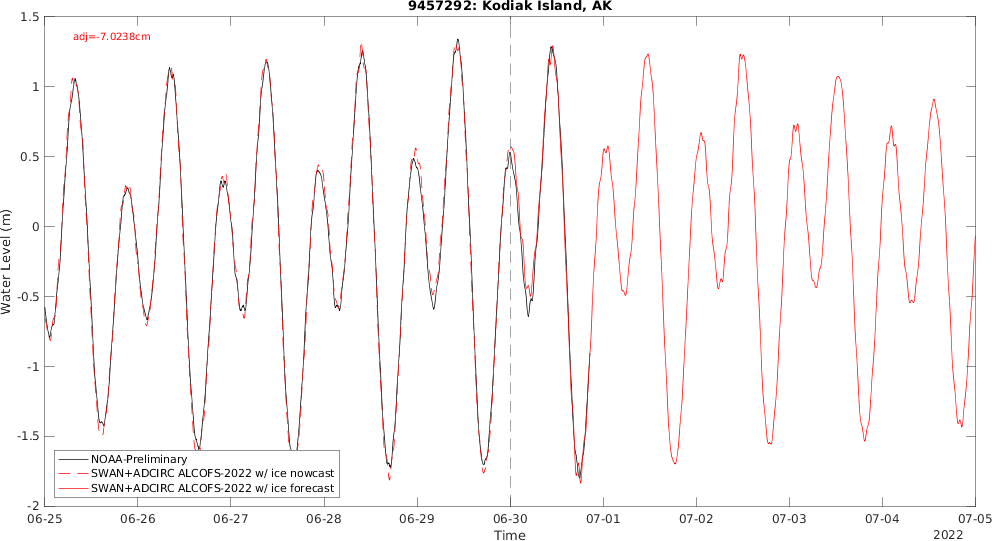 9457292: Kodiak Island, AK
adj=-7.0238cm
1.5
1
0.5
0
-0.5
-1
-1.5
-2
Water Level (m)
NOAA-Preliminary
SWAN+ADCIRC ALCOFS-2022 w/ ice nowcast
SWAN+ADCIRC ALCOFS-2022 w/ ice forecast
06-25 06-26 06-27 06-28 06-29 06-30 07-01 07-02 07-03 07-04 07-05
Time
2022